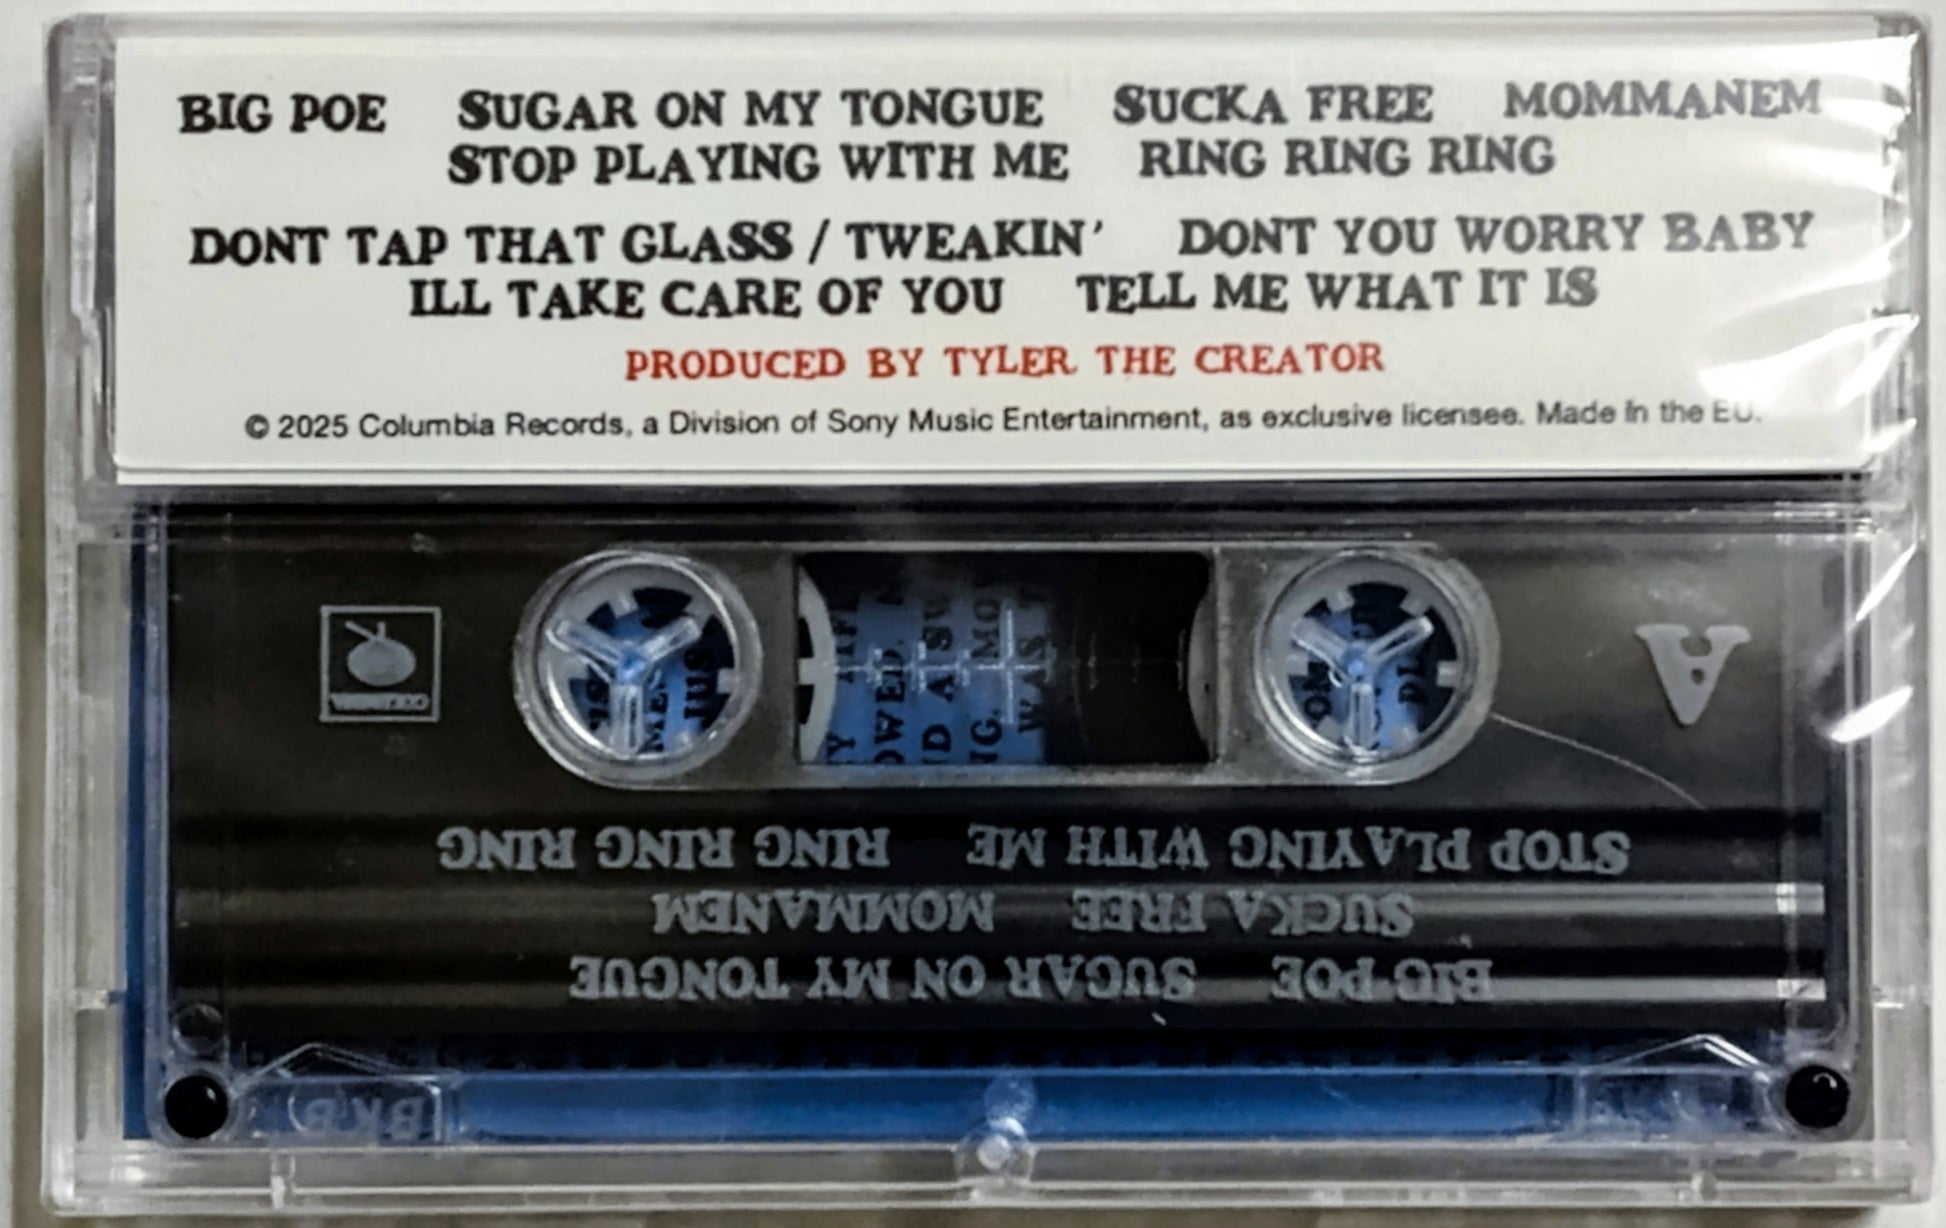 BIG POE SUGAR ON MY TONGUE SUCKA FREE MOMMANEM
STOP PLAYING WITH ME RING RING RING
DONT TAP THAT GLASS / TWEAKIN' DONT YOU WORRY BABY
ILL TAKE CARE OF YOU TELL ME WHAT IT IS
PRODUCED BY TYLER THE CREATOR
© 2025 Columbia Records, a Division of Sony Music Entertainment, as exclusive licensee. Made In the EU.
COLUMBIA
A
BIG POE SUGAR ON MY TONGUE
SUCKA FREE MOMMANEM
STOP PLAYING WITH ME RING RING RING